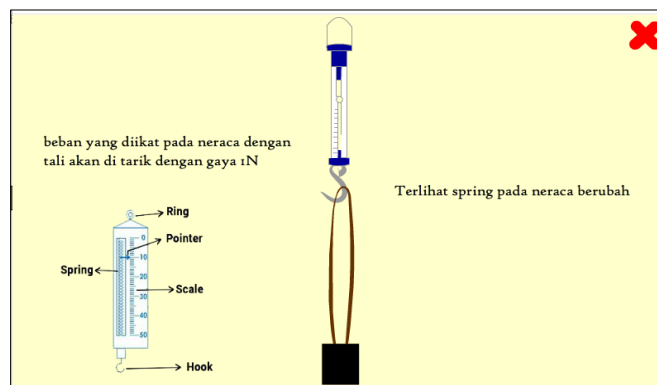 beban yang diikat pada neraca dengan
tali akan di tarik dengan gaya 1N
Terlihat spring pada neraca berubah
Ring
Pointer
Spring
Scale
Hook
0
10
20
30
40
50